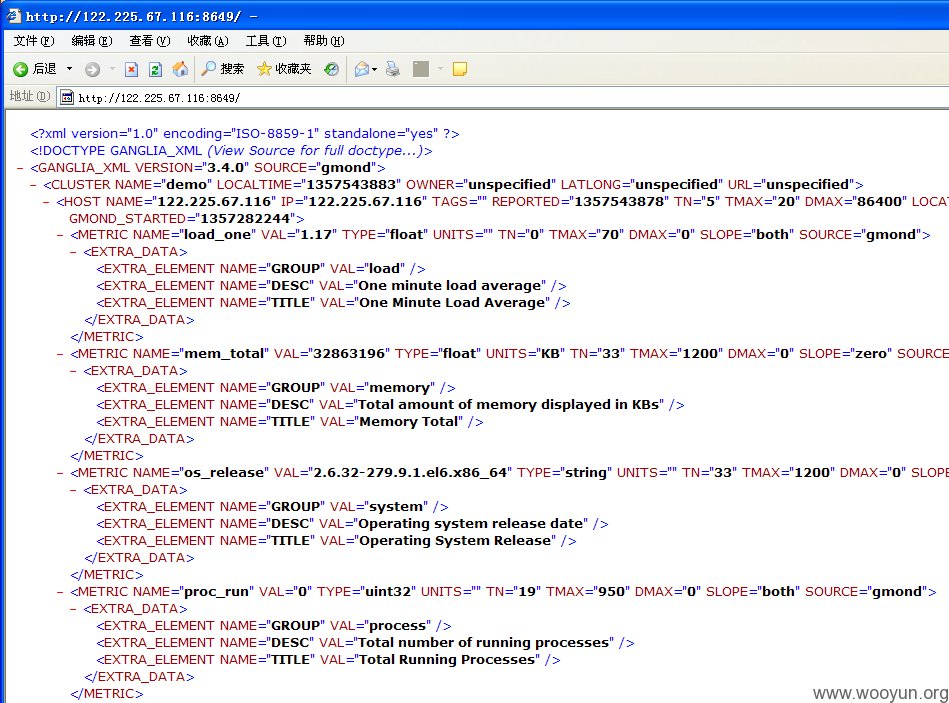 http://122.225.67.116:8649/ -
文件(F) 编辑(E) 查看(V) 收藏(A) 工具(T) 帮助(H)
后退 搜索 收藏夹
地址(D) http://122.225.67.116:8649/
<?xml version="1.0" encoding="ISO-8859-1" standalone="yes" ?>
<!DOCTYPE GANGLIA_XML (View Source for full doctype...)>
- <GANGLIA_XML VERSION="3.4.0" SOURCE="gmond">
- <CLUSTER NAME="demo" LOCALTIME="1357543883" OWNER="unspecified" LATLONG="unspecified" URL="unspecified">
- <HOST NAME="122.225.67.116" IP="122.225.67.116" TAGS="" REPORTED="1357543878" TN="5" TMAX="20" DMAX="86400" LOCAT
GMOND_STARTED="1357282244">
- <METRIC NAME="load_one" VAL="1.17" TYPE="float" UNITS="" TN="0" TMAX="70" DMAX="0" SLOPE="both" SOURCE="gmond">
- <EXTRA_DATA>
<EXTRA_ELEMENT NAME="GROUP" VAL="load" />
<EXTRA_ELEMENT NAME="DESC" VAL="One minute load average" />
<EXTRA_ELEMENT NAME="TITLE" VAL="One Minute Load Average" />
</EXTRA_DATA>
</METRIC>
- <METRIC NAME="mem_total" VAL="32863196" TYPE="float" UNITS="KB" TN="33" TMAX="1200" DMAX="0" SLOPE="zero" SOURCE
- <EXTRA_DATA>
<EXTRA_ELEMENT NAME="GROUP" VAL="memory" />
<EXTRA_ELEMENT NAME="DESC" VAL="Total amount of memory displayed in KBs" />
<EXTRA_ELEMENT NAME="TITLE" VAL="Memory Total" />
</EXTRA_DATA>
</METRIC>
- <METRIC NAME="os_release" VAL="2.6.32-279.9.1.el6.x86_64" TYPE="string" UNITS="" TN="33" TMAX="1200" DMAX="0" SLOPE
- <EXTRA_DATA>
<EXTRA_ELEMENT NAME="GROUP" VAL="system" />
<EXTRA_ELEMENT NAME="DESC" VAL="Operating system release date" />
<EXTRA_ELEMENT NAME="TITLE" VAL="Operating System Release" />
</EXTRA_DATA>
</METRIC>
- <METRIC NAME="proc_run" VAL="0" TYPE="uint32" UNITS="" TN="19" TMAX="950" DMAX="0" SLOPE="both" SOURCE="gmond">
- <EXTRA_DATA>
<EXTRA_ELEMENT NAME="GROUP" VAL="process" />
<EXTRA_ELEMENT NAME="DESC" VAL="Total number of running processes" />
<EXTRA_ELEMENT NAME="TITLE" VAL="Total Running Processes" />
</EXTRA_DATA>
</METRIC>
www.wooyun.org